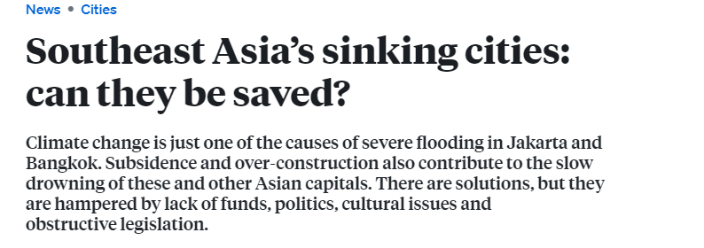 News • Cities
Southeast Asia’s sinking cities:
can they be saved?
Climate change is just one of the causes of severe flooding in Jakarta and
Bangkok. Subsidence and over-construction also contribute to the slow
drowning of these and other Asian capitals. There are solutions, but they
are hampered by lack of funds, politics, cultural issues and
obstructive legislation.